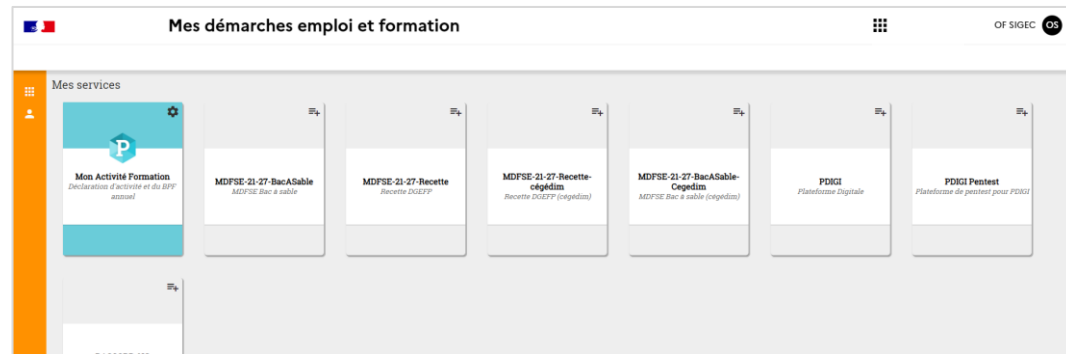 Mes démarches emploi et formation
OF SIGEC
OS
Mes services
P
Mon Activité Formation
Déclaration d'activité et du BPF
annuel
MDFSE-21-27-BacASable
MDFSE Bac à sable
MDFSE-21-27-Recette
Recette DGEFP
MDFSE-21-27-Recette-
cégédim
Recette DGEFP (cegédim)
MDFSE-21-27-BacASable-
Cegedim
MDFSE Bac à sable (cegédim)
PDIGI
Plateforme Digitale
PDIGI Pentest
Plateforme de pentest pour PDIGI